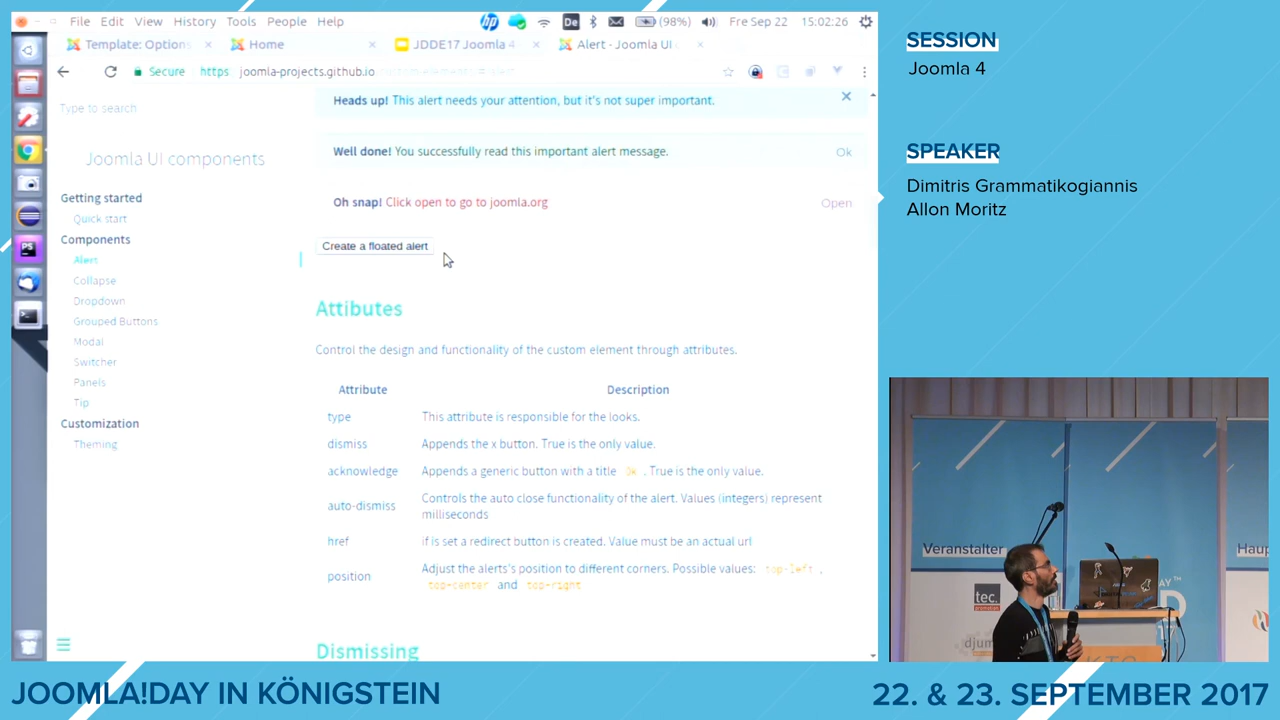 File Edit View History Tools People Help
De
(98%)
Fre Sep 22
15:02:26
Template: Options
Home
JDDE17 Joomla 4
Alert - Joomla UI
Secure
https
joomla-projects.github.io
Type to search
Joomla UI components
Getting started
Quick start
Components
Alert
Collapse
Dropdown
Grouped Buttons
Modal
Switcher
Panels
Tip
Customization
Theming
Heads up! This alert needs your attention, but it's not super important.
Well done! You successfully read this important alert message.
Ok
Oh snap! Click open to go to joomla.org
Open
Create a floated alert
Attibutes
Control the design and functionality of the custom element through attributes.
Attribute Description
type This attribute is responsible for the looks.
dismiss Appends the x button. True is the only value.
acknowledge Appends a generic button with a title Ok . True is the only value.
auto-dismiss Controls the auto close functionality of the alert. Values (integers) represent
milliseconds
href if is set a redirect button is created. Value must be an actual url
position Adjust the alerts's position to different corners. Possible values: top-left ,
top-center and top-right
Dismissing
SESSION
Joomla 4
SPEAKER
Dimitris Grammatikogiannis
Allon Moritz
Veranstalter
Haup
tec.
djum
JOOMLA!DAY IN KÖNIGSTEIN
22. & 23. SEPTEMBER 2017